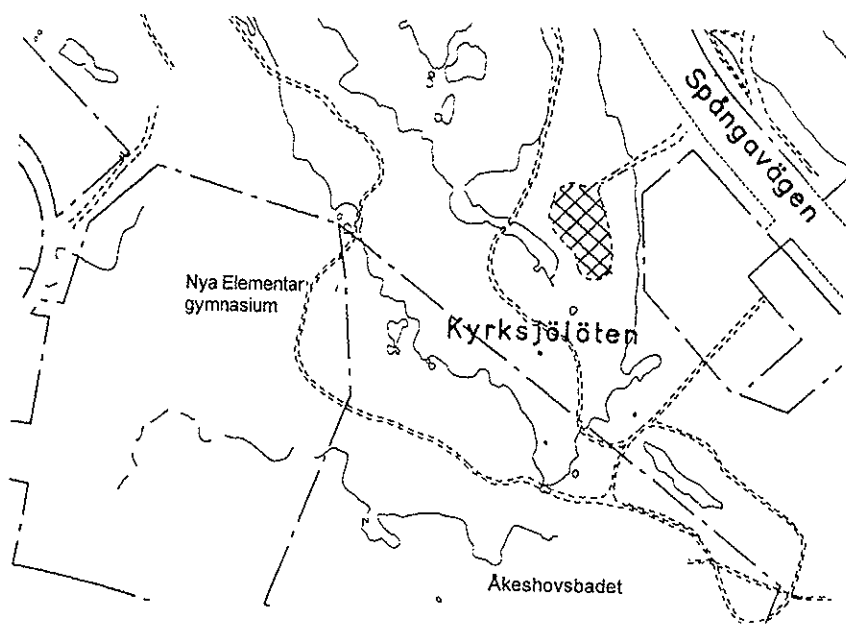 Spångavägen
Nya Elementar
gymnasium
Kyrksjölöten
Åkeshovsbadet